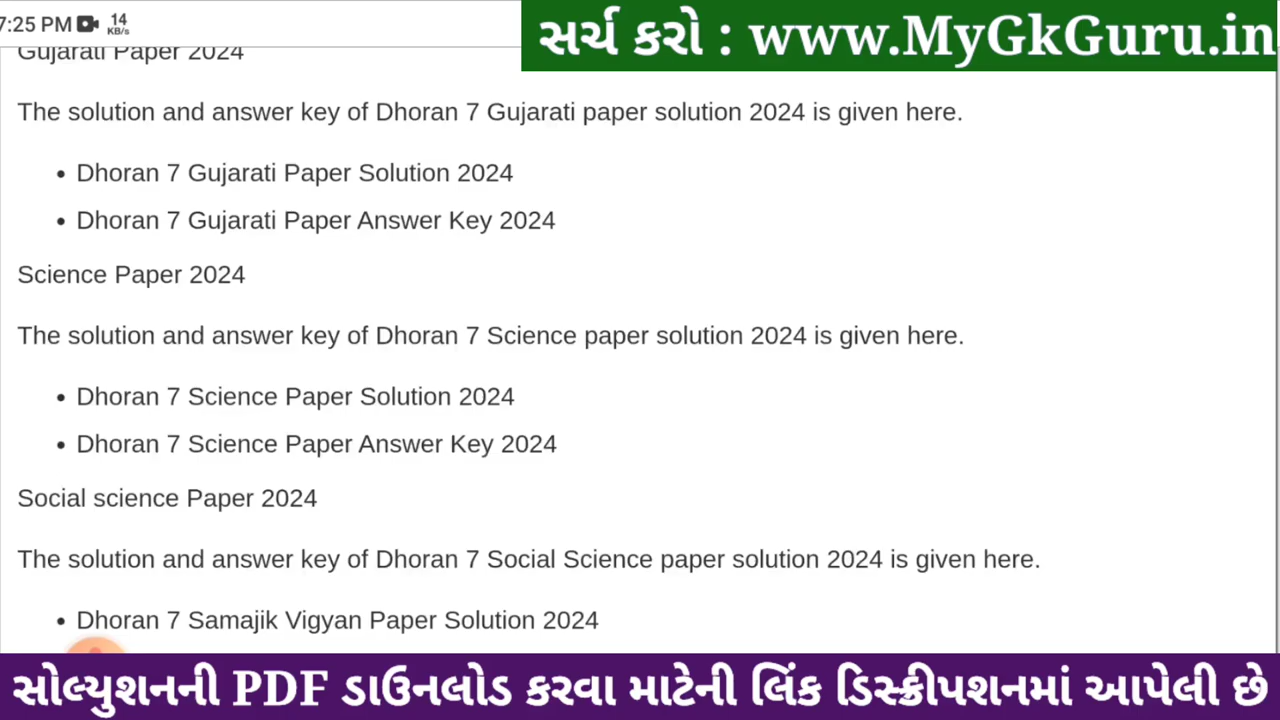 7:25 PM 14 KB/s
સર્ચ કરો : www.MyGkGuru.in
Gujarati Paper 2024
The solution and answer key of Dhoran 7 Gujarati paper solution 2024 is given here.
• Dhoran 7 Gujarati Paper Solution 2024
• Dhoran 7 Gujarati Paper Answer Key 2024
Science Paper 2024
The solution and answer key of Dhoran 7 Science paper solution 2024 is given here.
• Dhoran 7 Science Paper Solution 2024
• Dhoran 7 Science Paper Answer Key 2024
Social science Paper 2024
The solution and answer key of Dhoran 7 Social Science paper solution 2024 is given here.
• Dhoran 7 Samajik Vigyan Paper Solution 2024
સોલ્યુશનની PDF ડાઉનલોડ કરવા માટેની લિંક ડિસ્ક્રીપશનમાં આપેલી છે